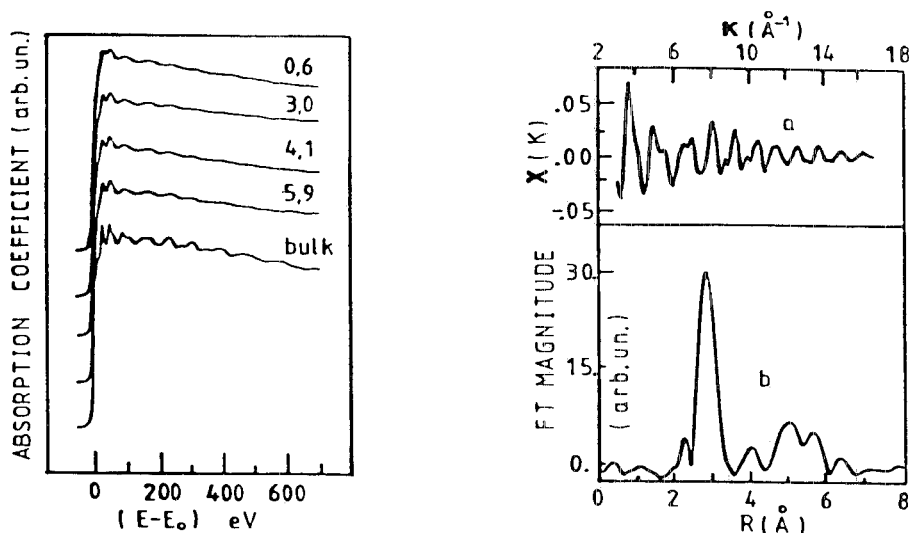 ABSORPTION COEFFICIENT (arb. un.)
0,6
3,0
4,1
5,9
bulk
0 200 400 600
(E-E₀) eV
K (Å⁻¹)
2 6 8 10 12 14 18
X(K)
.05
.00
-.05
a
FT MAGNITUDE
(arb. un.)
30.
15.
0.
b
0 2 4 6 8
R(Å)